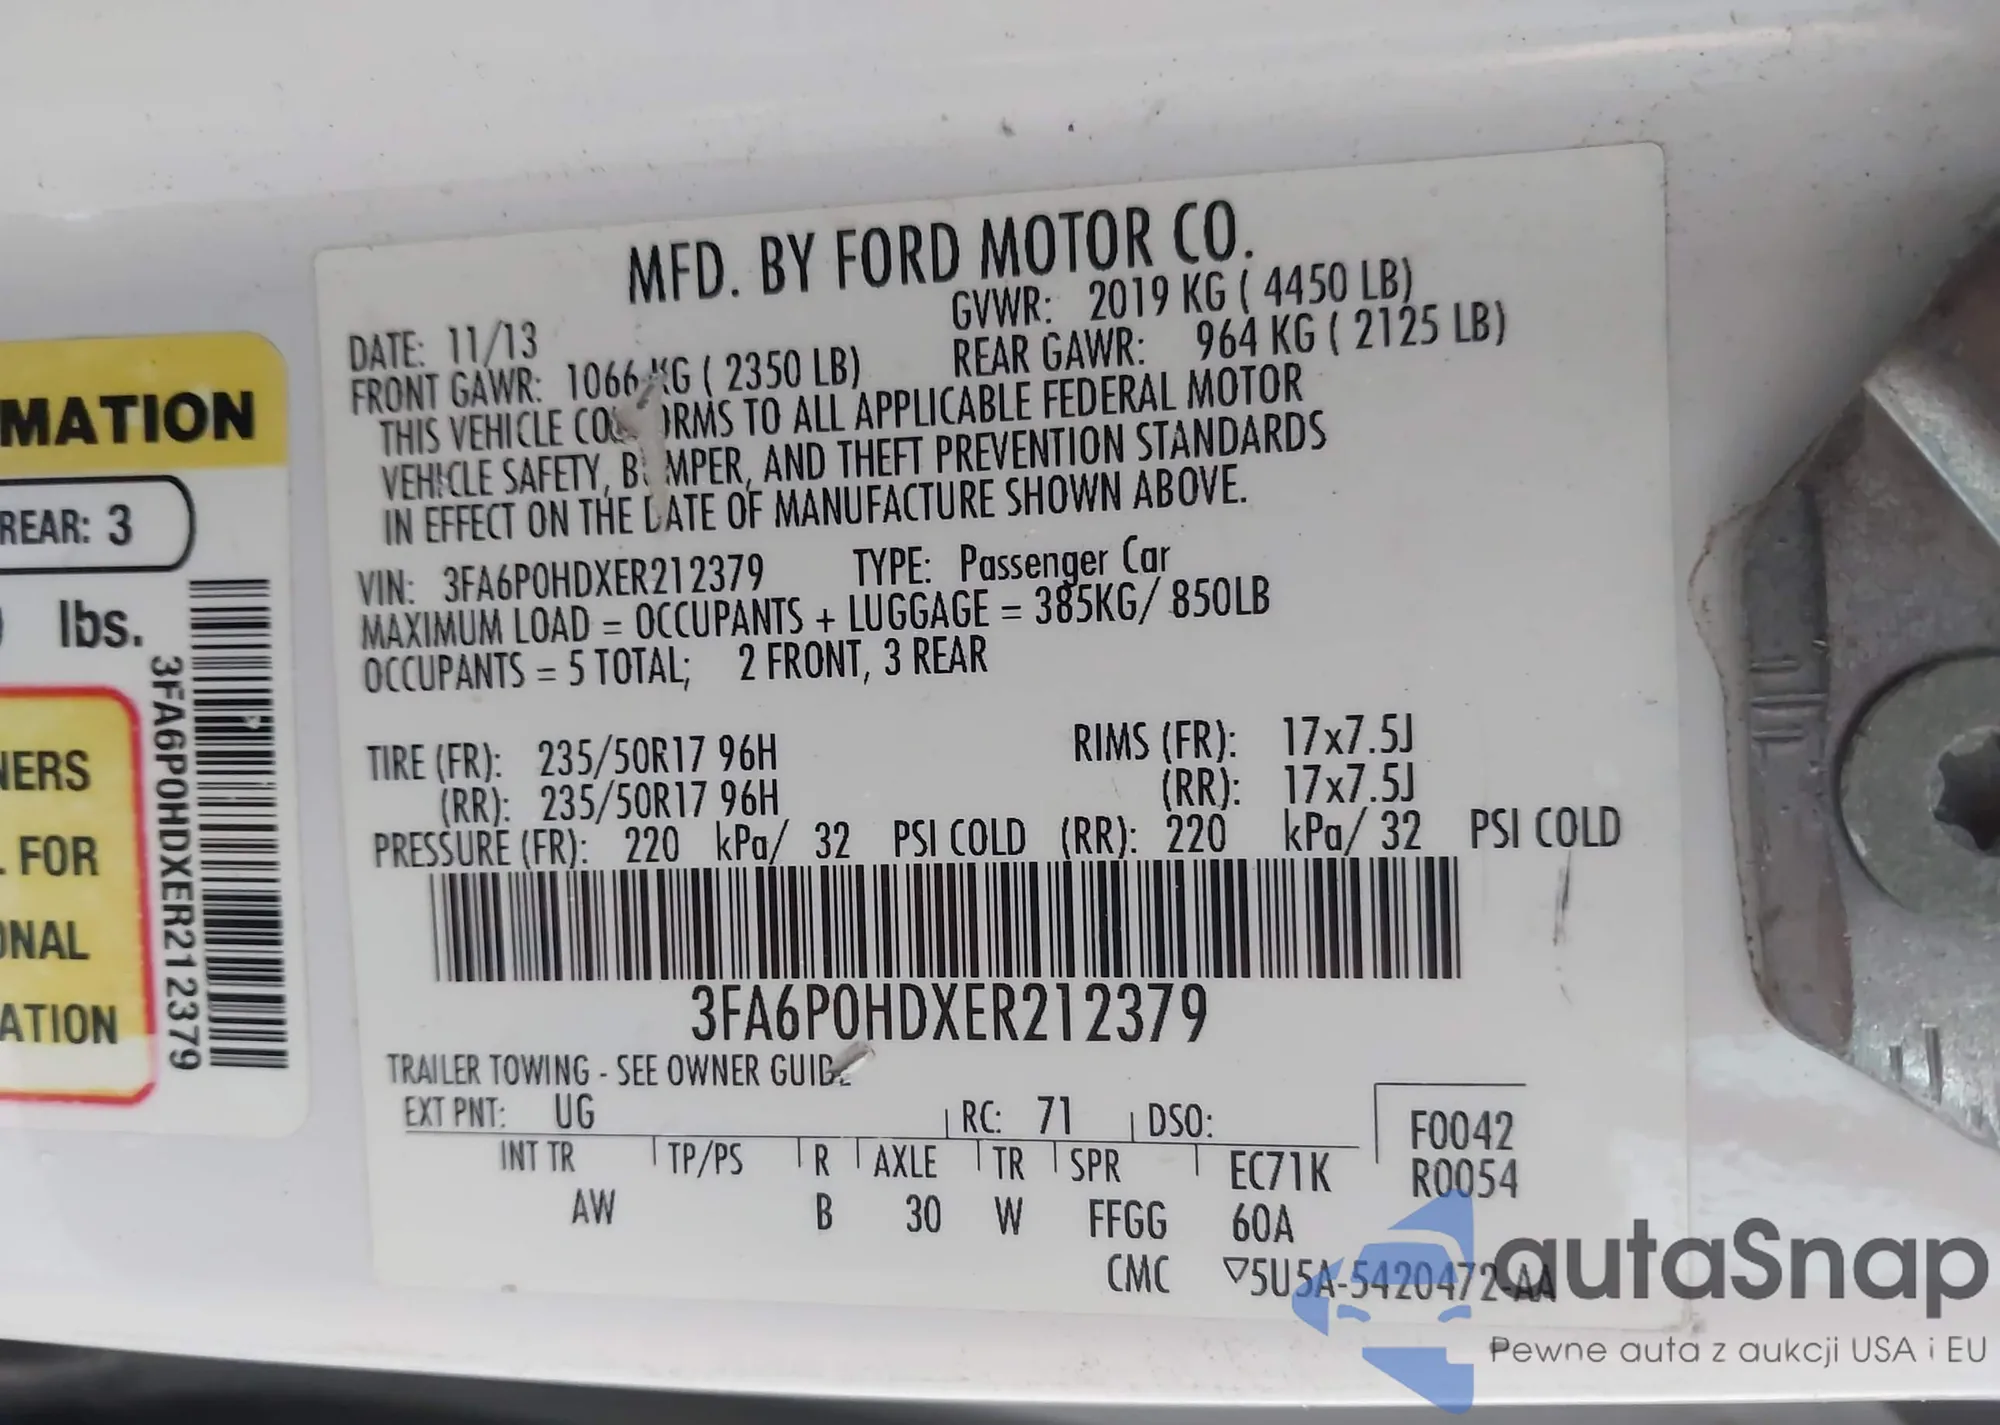 MATION
REAR: 3
lbs.
NERS
FOR
ONAL
ATION
3FA6P0HDXER212379
MFD. BY FORD MOTOR CO.
DATE: 11/13 GVWR: 2019 KG ( 4450 LB)
FRONT GAWR: 1066 KG ( 2350 LB) REAR GAWR: 964 KG ( 2125 LB)
THIS VEHICLE CONFORMS TO ALL APPLICABLE FEDERAL MOTOR
VEHICLE SAFETY, BUMPER, AND THEFT PREVENTION STANDARDS
IN EFFECT ON THE DATE OF MANUFACTURE SHOWN ABOVE.
VIN: 3FA6P0HDXER212379 TYPE: Passenger Car
MAXIMUM LOAD = OCCUPANTS + LUGGAGE = 385KG/ 850LB
OCCUPANTS = 5 TOTAL; 2 FRONT, 3 REAR
TIRE (FR): 235/50R17 96H RIMS (FR): 17x7.5J
(RR): 235/50R17 96H (RR): 17x7.5J
PRESSURE (FR): 220 kPa/ 32 PSI COLD (RR): 220 kPa/ 32 PSI COLD
3FA6P0HDXER212379
TRAILER TOWING - SEE OWNER GUIDE
EXT PNT: UG RC: 71 DSO: F0042
INT TR TP/PS R AXLE TR SPR EC71K R0054
AW B 30 W FFGG 60A
CMC ▽5U5A-5420472-AA
autaSnap
Pewne auta z aukcji USA i EU